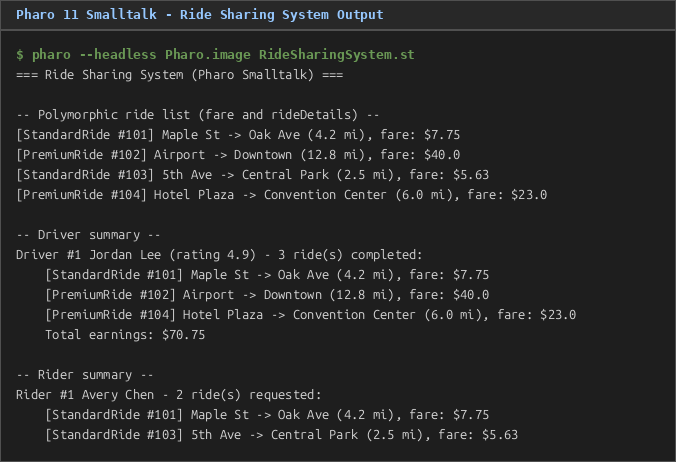 Pharo 11 Smalltalk - Ride Sharing System Output
$ pharo --headless Pharo.image RideSharingSystem.st
=== Ride Sharing System (Pharo Smalltalk) ===
-- Polymorphic ride list (fare and rideDetails) --
[StandardRide #101] Maple St -> Oak Ave (4.2 mi), fare: $7.75
[PremiumRide #102] Airport -> Downtown (12.8 mi), fare: $40.0
[StandardRide #103] 5th Ave -> Central Park (2.5 mi), fare: $5.63
[PremiumRide #104] Hotel Plaza -> Convention Center (6.0 mi), fare: $23.0
-- Driver summary --
Driver #1 Jordan Lee (rating 4.9) - 3 ride(s) completed:
    [StandardRide #101] Maple St -> Oak Ave (4.2 mi), fare: $7.75
    [PremiumRide #102] Airport -> Downtown (12.8 mi), fare: $40.0
    [PremiumRide #104] Hotel Plaza -> Convention Center (6.0 mi), fare: $23.0
    Total earnings: $70.75
-- Rider summary --
Rider #1 Avery Chen - 2 ride(s) requested:
    [StandardRide #101] Maple St -> Oak Ave (4.2 mi), fare: $7.75
    [StandardRide #103] 5th Ave -> Central Park (2.5 mi), fare: $5.63